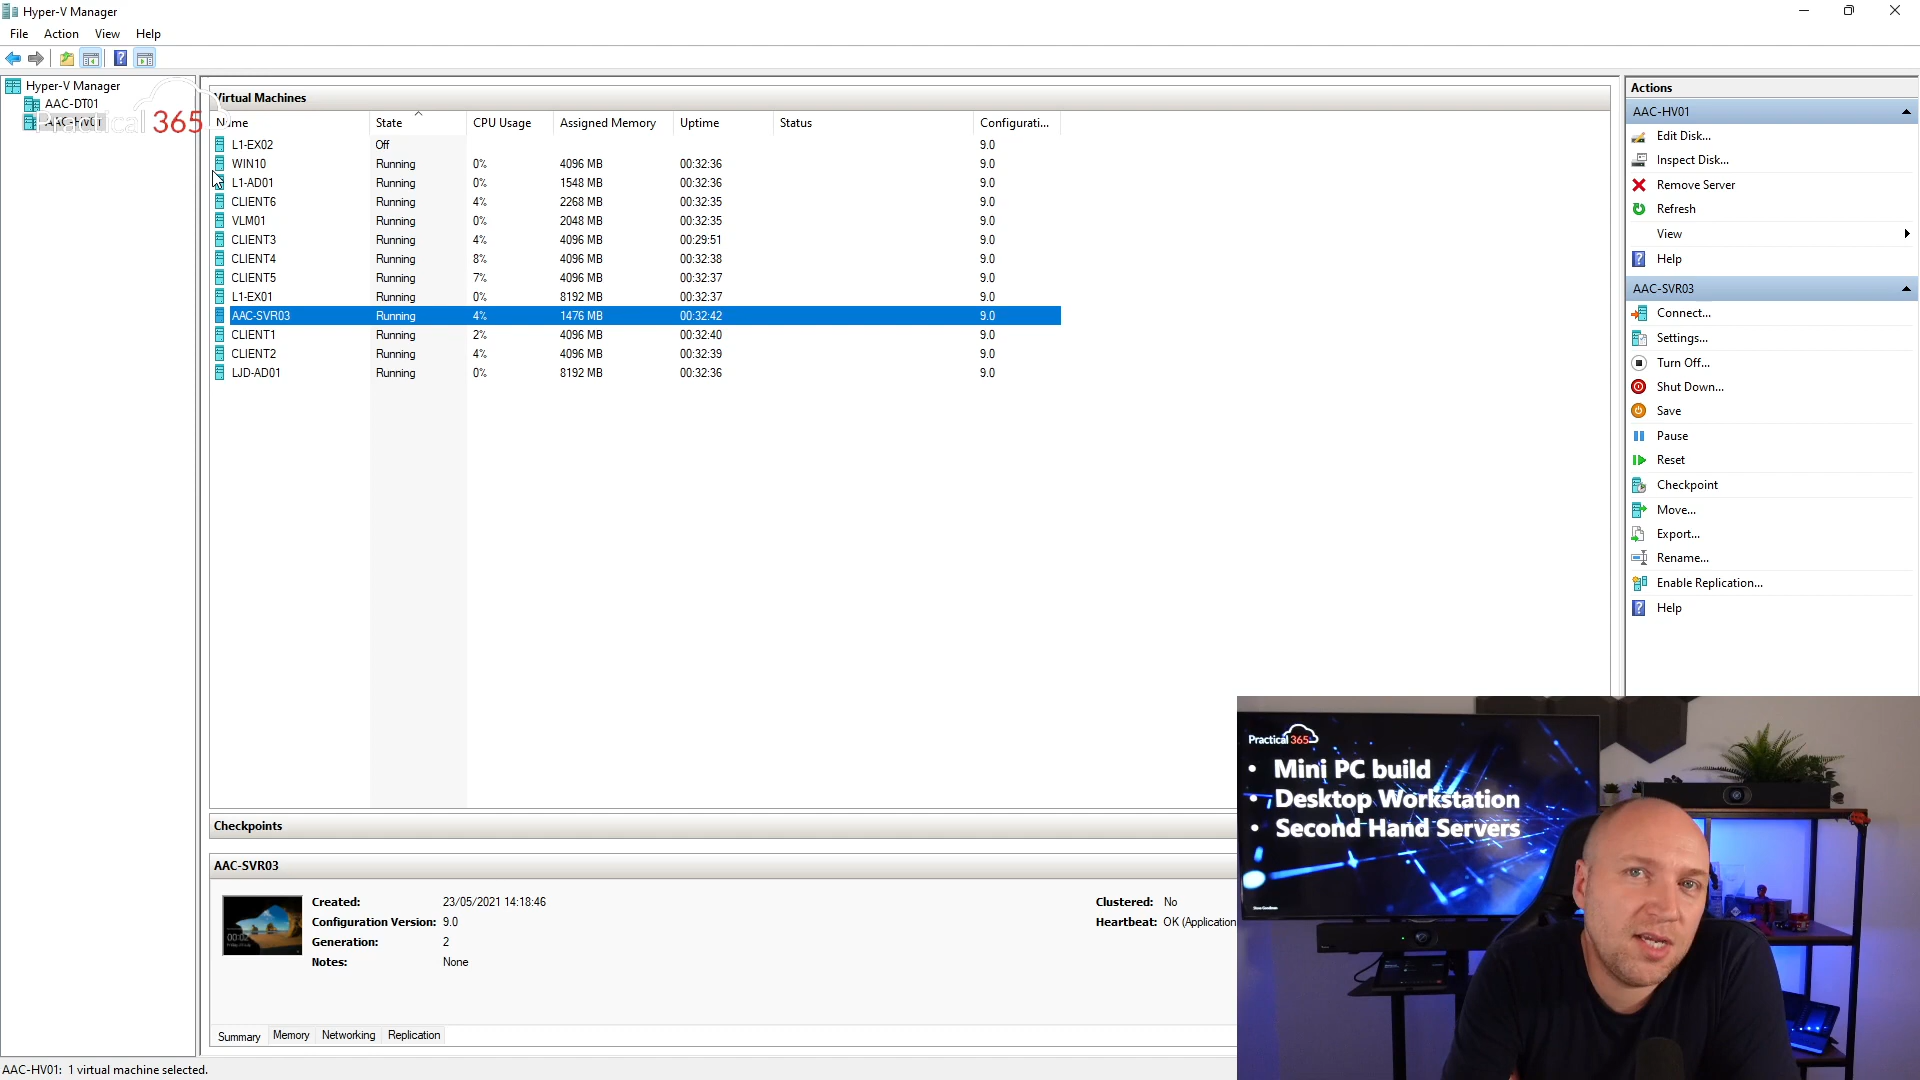 Hyper-V Manager
File Action View Help
Hyper-V Manager
AAC-DT01
AAC-HV01
Practical 365
Virtual Machines
Name State CPU Usage Assigned Memory Uptime Status Configurati...
L1-EX02 Off 9.0
WIN10 Running 0% 4096 MB 00:32:36 9.0
L1-AD01 Running 0% 1548 MB 00:32:36 9.0
CLIENT6 Running 4% 2268 MB 00:32:35 9.0
VLM01 Running 0% 2048 MB 00:32:35 9.0
CLIENT3 Running 4% 4096 MB 00:29:51 9.0
CLIENT4 Running 8% 4096 MB 00:32:38 9.0
CLIENT5 Running 7% 4096 MB 00:32:37 9.0
L1-EX01 Running 0% 8192 MB 00:32:37 9.0
AAC-SVR03 Running 4% 1476 MB 00:32:42 9.0
CLIENT1 Running 2% 4096 MB 00:32:40 9.0
CLIENT2 Running 4% 4096 MB 00:32:39 9.0
LJD-AD01 Running 0% 8192 MB 00:32:36 9.0
Checkpoints
AAC-SVR03
Created: 23/05/2021 14:18:46
Configuration Version: 9.0
Generation: 2
Notes: None
Clustered: No
Heartbeat: OK (Application
Summary Memory Networking Replication
AAC-HV01: 1 virtual machine selected.
Actions
AAC-HV01
Edit Disk...
Inspect Disk...
Remove Server
Refresh
View
Help
AAC-SVR03
Connect...
Settings...
Turn Off...
Shut Down...
Save
Pause
Reset
Checkpoint
Move...
Export...
Rename...
Enable Replication...
Help
Practical 365
• Mini PC build
• Desktop Workstation
• Second Hand Servers